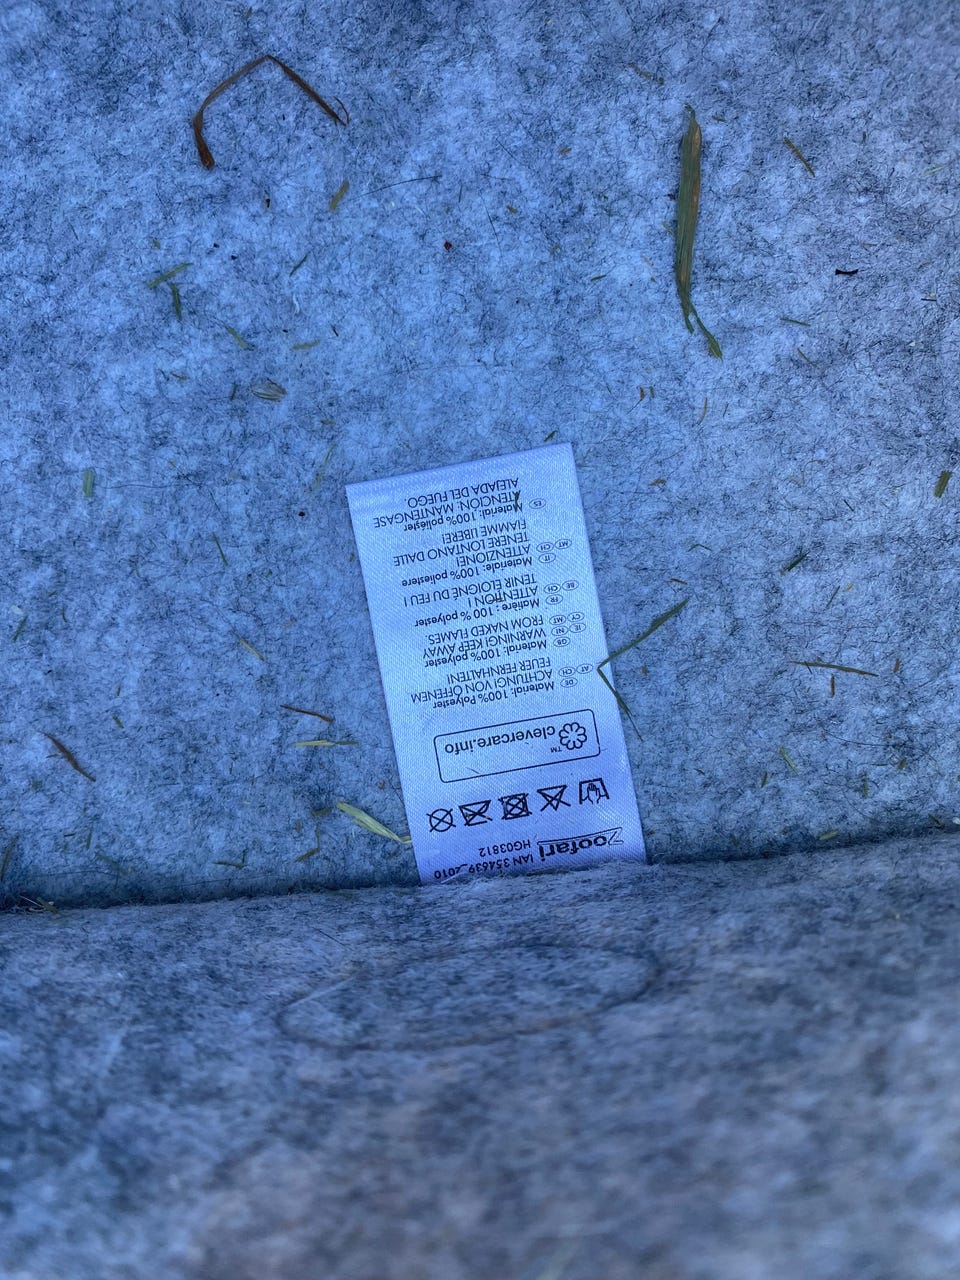 zoofari IAN 354639_2010
HG03812
clevercare.info
TM
DE Material: 100% Polyester
AT CH ACHTUNG! VON OFFENEM
FEUER FERNHALTEN!
GB Material: 100% polyester
IE NI WARNING! KEEP AWAY
CY MT FROM NAKED FLAMES.
FR Matière : 100 % polyester
BE CH ATTENTION !
TENIR ÉLOIGNÉ DU FEU !
IT Materiale: 100% poliestere
MT CH ATTENZIONE!
TENERE LONTANO DALLE
FIAMME LIBERE!
ES Material: 100% poliéster
ATENCIÓN: MANTÉNGASE
ALEJADA DEL FUEGO.